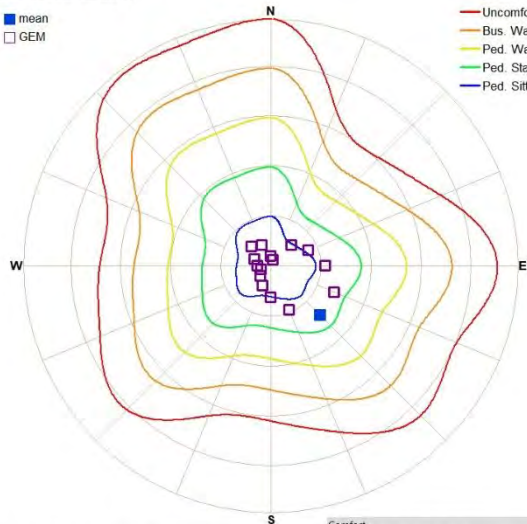 N
mean
GEM
Uncomfo
Bus. Wa
Ped. Wa
Ped. Sta
Ped. Sitt
W
E
S
Comfort